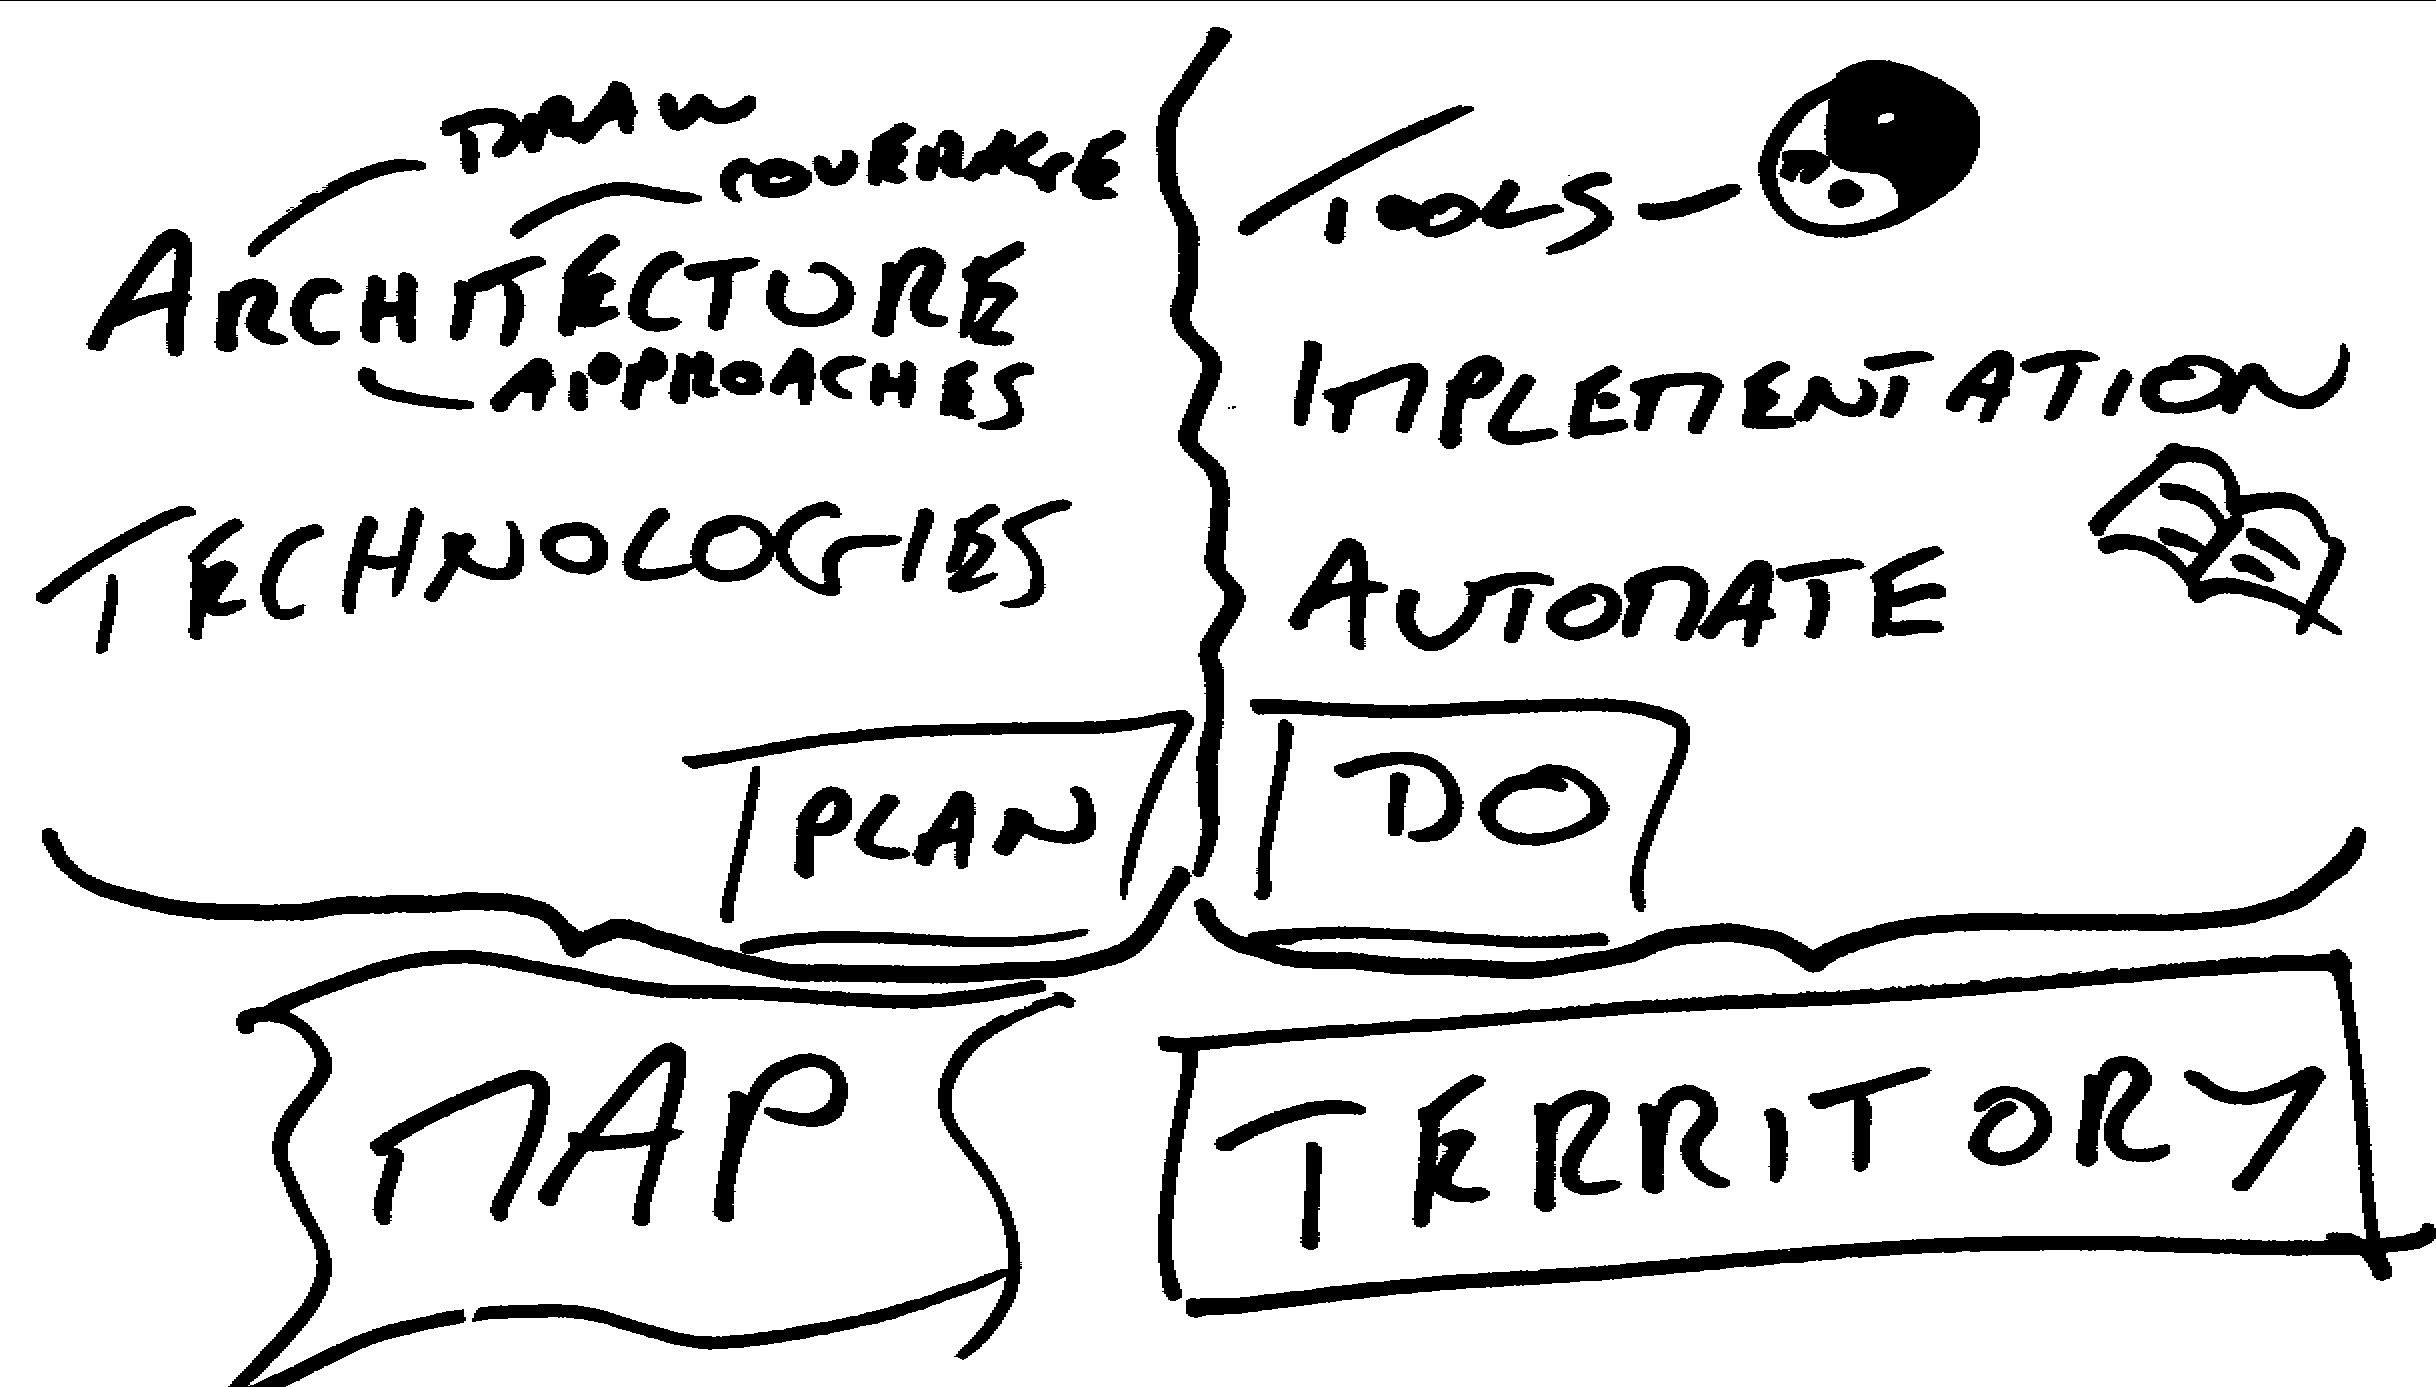 DRAW
COVERAGE
ARCHITECTURE
APPROACHES
TECHNOLOGIES
PLAN
TOOLS
IMPLEMENTATION
AUTOMATE
DO
MAP
TERRITORY